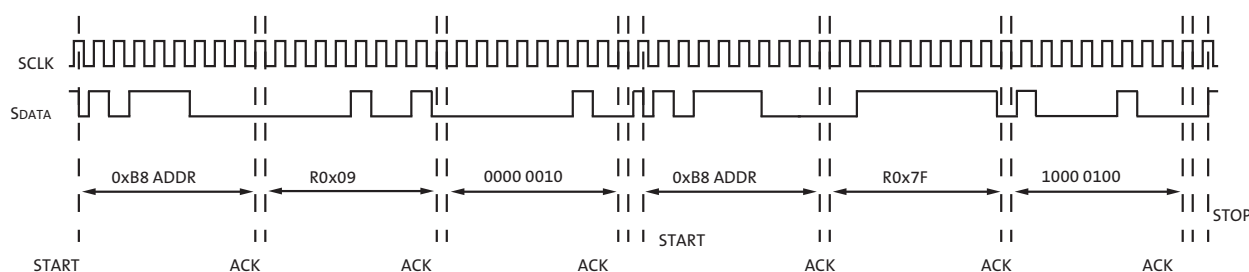 SCLK
SDATA
0xB8 ADDR
R0x09
0000 0010
0xB8 ADDR
R0x7F
1000 0100
STOP
START
START
ACK
ACK
ACK
ACK
ACK
ACK